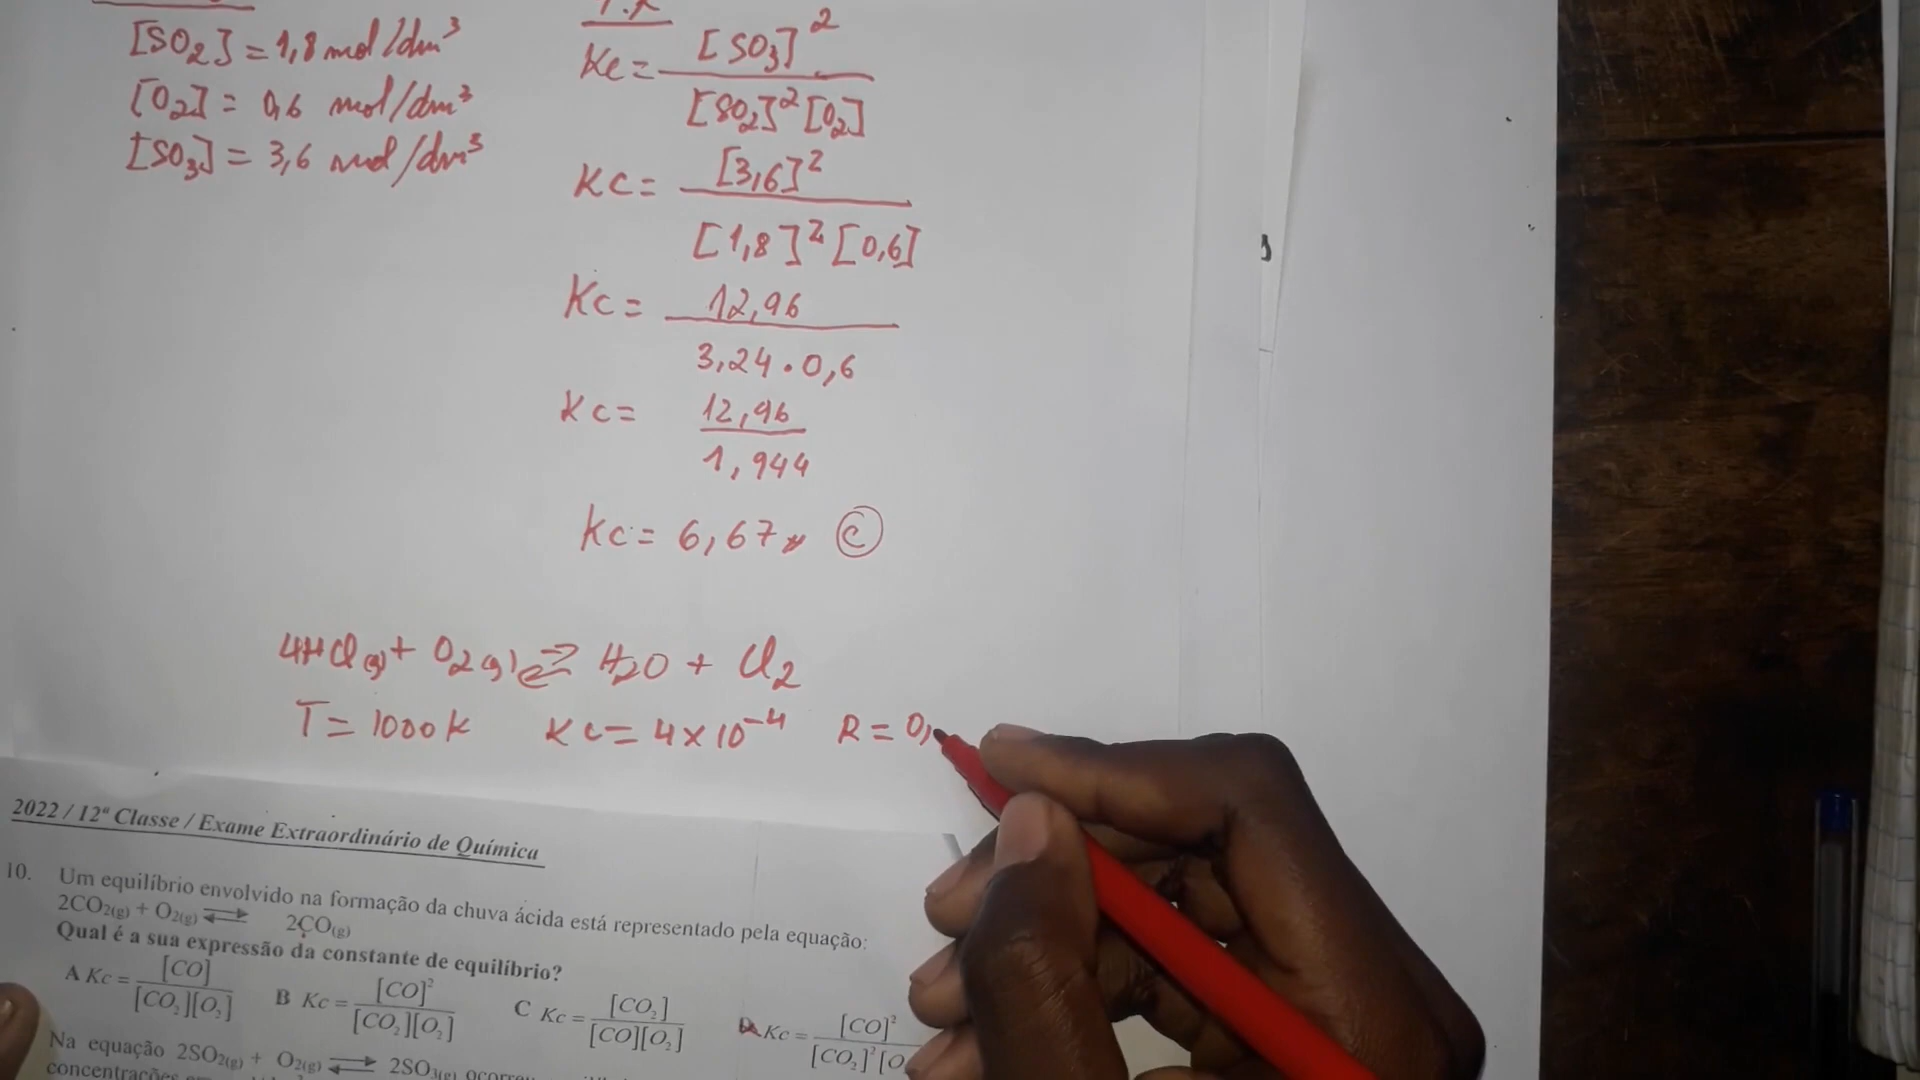 [SO2] = 1,8 mol/dm³
[O2] = 0,6 mol/dm³
[SO3] = 3,6 mol/dm³
Kc = [SO3]² / [SO2]² [O2]
KC = [3,6]² / [1,8]² [0,6]
Kc = 12,96 / 3,24 . 0,6
Kc = 12,96 / 1,944
Kc = 6,67 C
4HCl(g) + O2(g) ⇌ H2O + Cl2
T = 1000K Kc = 4×10⁻⁴ R = 0,
2022 / 12ª Classe / Exame Extraordinário de Química
10. Um equilíbrio envolvido na formação da chuva ácida está representado pela equação:
2CO2(g) + O2(g) ⇌ 2CO(g)
Qual é a sua expressão da constante de equilíbrio?
A Kc = [CO] / [CO2][O2] B Kc = [CO]² / [CO2][O2] C Kc = [CO2] / [CO][O2] D Kc = [CO]² / [CO2]²[O
Na equação 2SO2(g) + O2(g) ⇌ 2SO3(g)